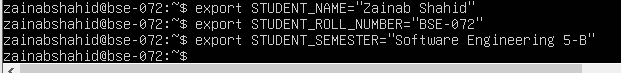 zainabshahid@bse-072:~$ export STUDENT_NAME="Zainab Shahid"
zainabshahid@bse-072:~$ export STUDENT_ROLL_NUMBER="BSE-072"
zainabshahid@bse-072:~$ export STUDENT_SEMESTER="Software Engineering 5-B"
zainabshahid@bse-072:~$